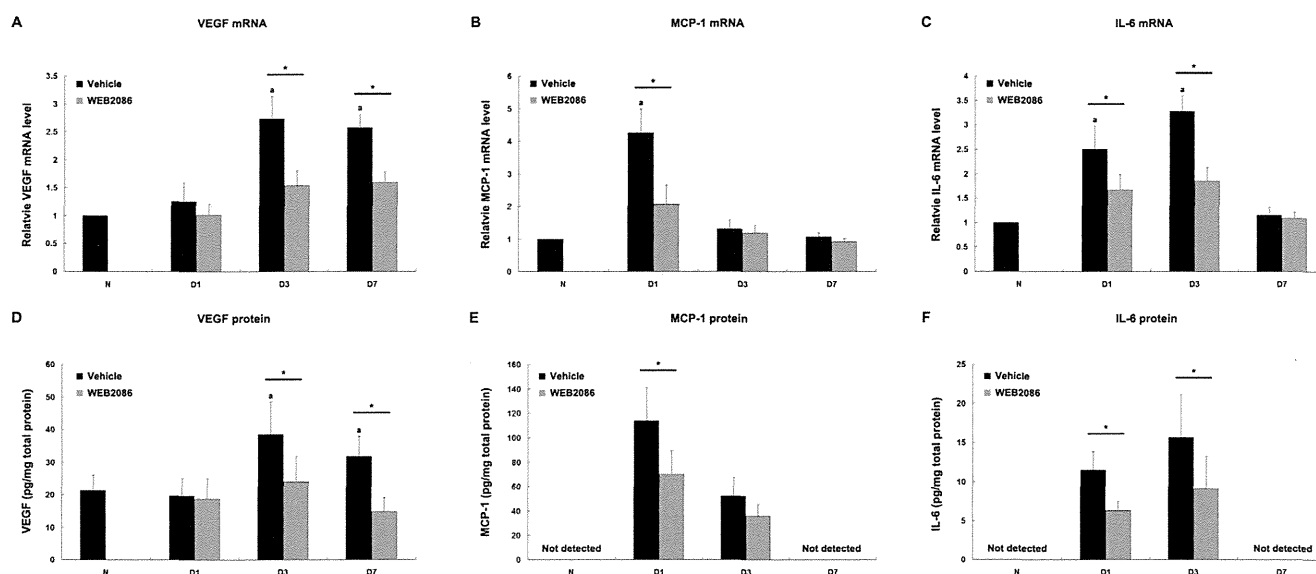 A
VEGF mRNA
Relatvie VEGF mRNA level
3.5
3
2.5
2
1.5
1
0.5
0
Vehicle
WEB2086
*
*
a
a
N D1 D3 D7
B
MCP-1 mRNA
Relatvie MCP-1 mRNA level
6
5
4
3
2
1
0
Vehicle
WEB2086
*
a
N D1 D3 D7
C
IL-6 mRNA
Relatvie IL-6 mRNA level
4
3.5
3
2.5
2
1.5
1
0.5
0
Vehicle
WEB2086
*
*
a
a
N D1 D3 D7
D
VEGF protein
VEGF (pg/mg total protein)
60
50
40
30
20
10
0
Vehicle
WEB2086
*
*
a
a
N D1 D3 D7
E
MCP-1 protein
MCP-1 (pg/mg total protein)
160
140
120
100
80
60
40
20
0
Vehicle
WEB2086
*
Not detected
Not detected
N D1 D3 D7
F
IL-6 protein
IL-6 (pg/mg total protein)
25
20
15
10
5
0
Vehicle
WEB2086
*
*
Not detected
Not detected
N D1 D3 D7